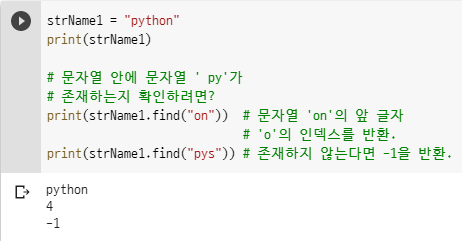 strName1 = "python"
print(strName1)
# 문자열 안에 문자열 ' py'가
# 존재하는지 확인하려면?
print(strName1.find("on")) # 문자열 'on'의 앞 글자
# 'o'의 인덱스를 반환.
print(strName1.find("pys")) # 존재하지 않는다면 -1을 반환.
python
4
-1